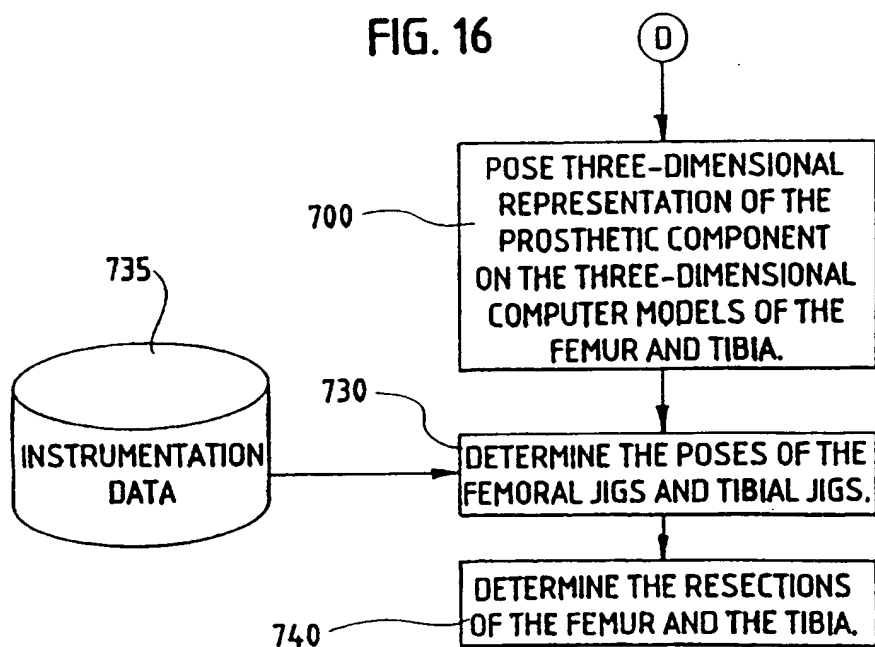 FIG. 16
D
700
POSE THREE-DIMENSIONAL
REPRESENTATION OF THE
PROSTHETIC COMPONENT
ON THE THREE-DIMENSIONAL
COMPUTER MODELS OF THE
FEMUR AND TIBIA.
735
INSTRUMENTATION
DATA
730
DETERMINE THE POSES OF THE
FEMORAL JIGS AND TIBIAL JIGS.
DETERMINE THE RESECTIONS
OF THE FEMUR AND THE TIBIA.
740